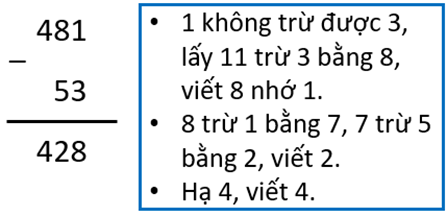 481
–
53
428
• 1 không trừ được 3,
lấy 11 trừ 3 bằng 8,
viết 8 nhớ 1.
• 8 trừ 1 bằng 7, 7 trừ 5
bằng 2, viết 2.
• Hạ 4, viết 4.